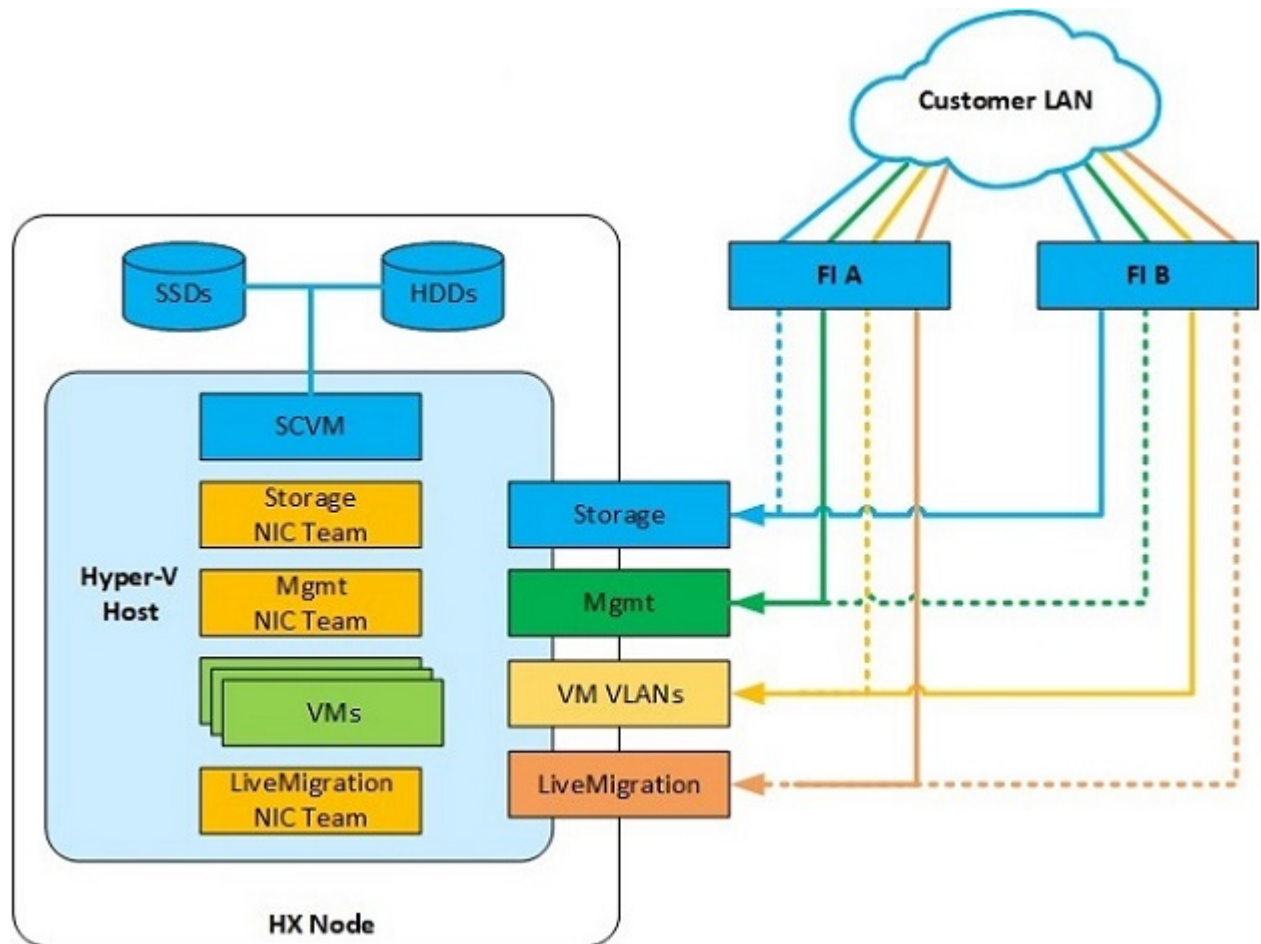 Customer LAN
FI A
FI B
SSDs
HDDs
SCVM
Storage
NIC Team
Storage
Hyper-V
Host
Mgmt
NIC Team
Mgmt
VMs
VM VLANs
LiveMigration
NIC Team
LiveMigration
HX Node